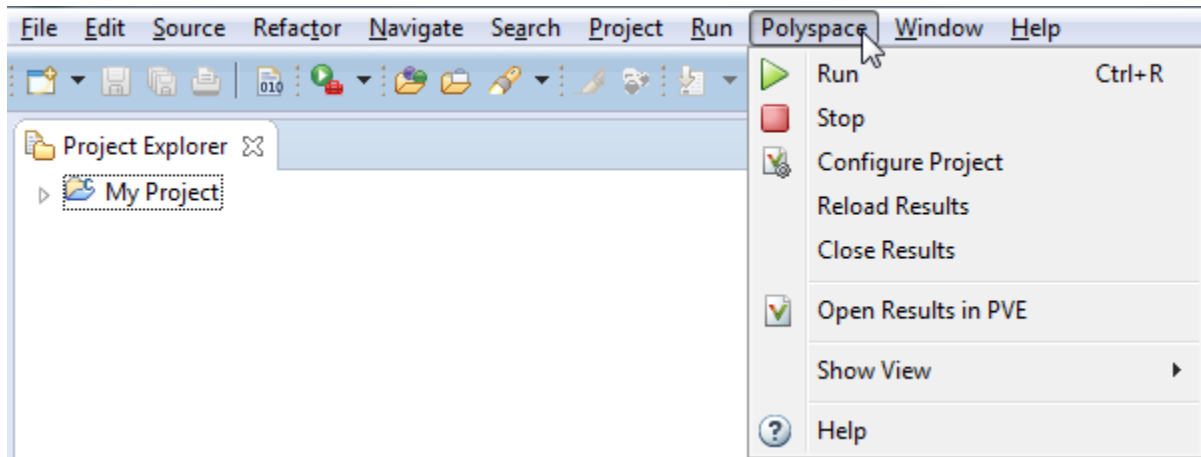 File Edit Source Refactor Navigate Search Project Run Polyspace Window Help
010
Run Ctrl+R
Stop
Project Explorer
Configure Project
My Project
Reload Results
Close Results
Open Results in PVE
Show View
? Help